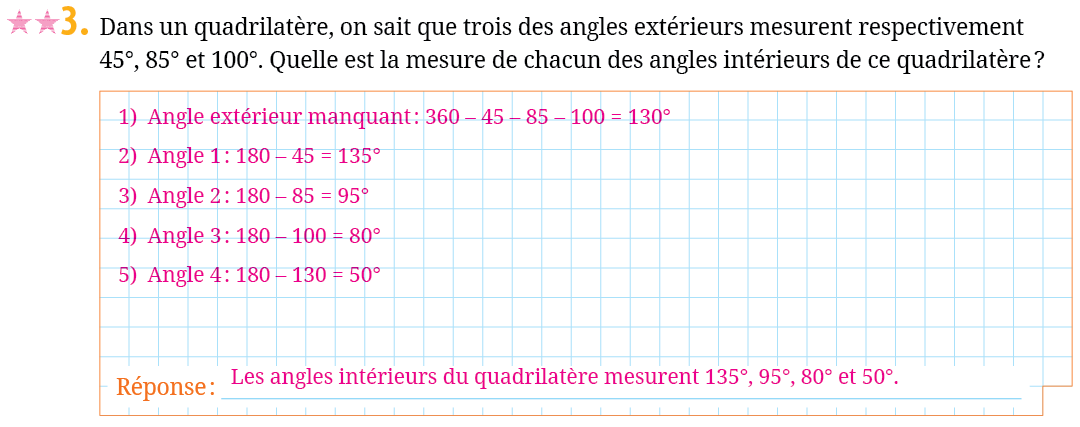 3. Dans un quadrilatère, on sait que trois des angles extérieurs mesurent respectivement
45°, 85° et 100°. Quelle est la mesure de chacun des angles intérieurs de ce quadrilatère ?
1) Angle extérieur manquant : 360 – 45 – 85 – 100 = 130°
2) Angle 1 : 180 – 45 = 135°
3) Angle 2 : 180 – 85 = 95°
4) Angle 3 : 180 – 100 = 80°
5) Angle 4 : 180 – 130 = 50°
Réponse : Les angles intérieurs du quadrilatère mesurent 135°, 95°, 80° et 50°.